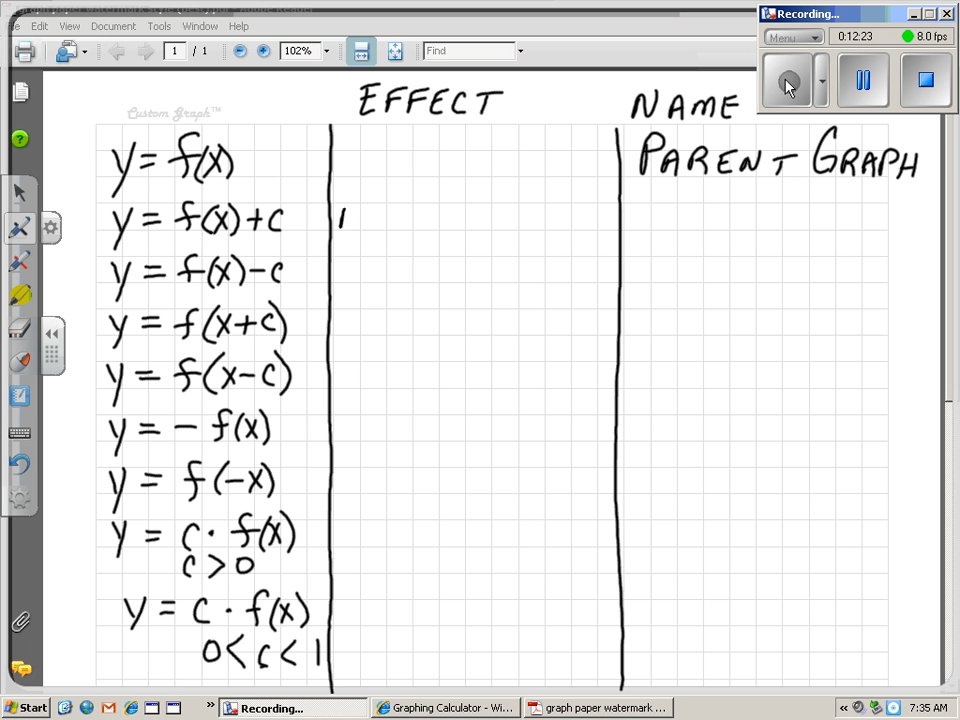 Recording...
File Edit View Document Tools Window Help
Menu 0:12:23 8.0 fps
1 / 1 102% Find
EFFECT NAME
Custom Graph™
y = f(x) PARENT GRAPH
y = f(x) + c
y = f(x) - c
y = f(x+c)
y = f(x-c)
y = - f(x)
y = f(-x)
y = c · f(x)
c > 0
y = c · f(x)
0 < c < 1
Start Recording... Graphing Calculator - Wi... graph paper watermark ... 7:35 AM